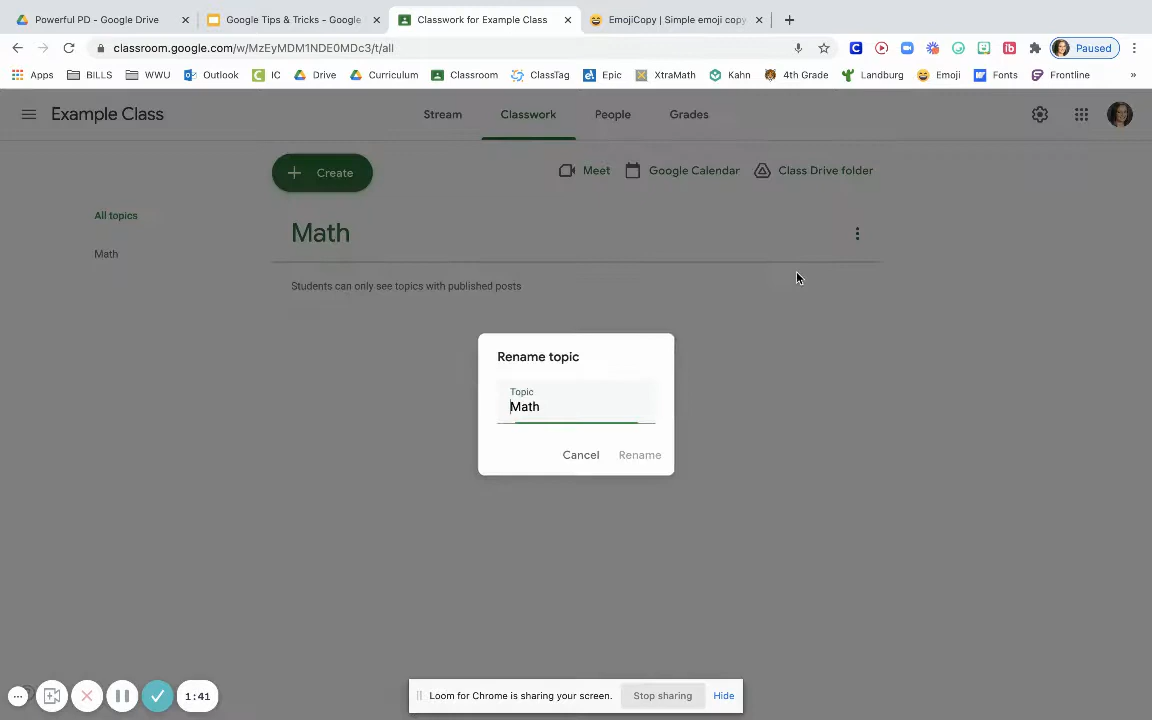 Powerful PD - Google Drive
Google Tips & Tricks - Google
Classwork for Example Class
EmojiCopy | Simple emoji copy
classroom.google.com/w/MzEyMDM1NDE0MDc3/t/all
Paused
Apps BILLS WWU Outlook IC Drive Curriculum Classroom ClassTag Epic XtraMath Kahn 4th Grade Landburg Emoji Fonts Frontline »
Example Class
Stream Classwork People Grades
+ Create
Meet Google Calendar Class Drive folder
All topics
Math
Math
Students can only see topics with published posts
Rename topic
Topic
Math
Cancel Rename
1:41
Loom for Chrome is sharing your screen. Stop sharing Hide